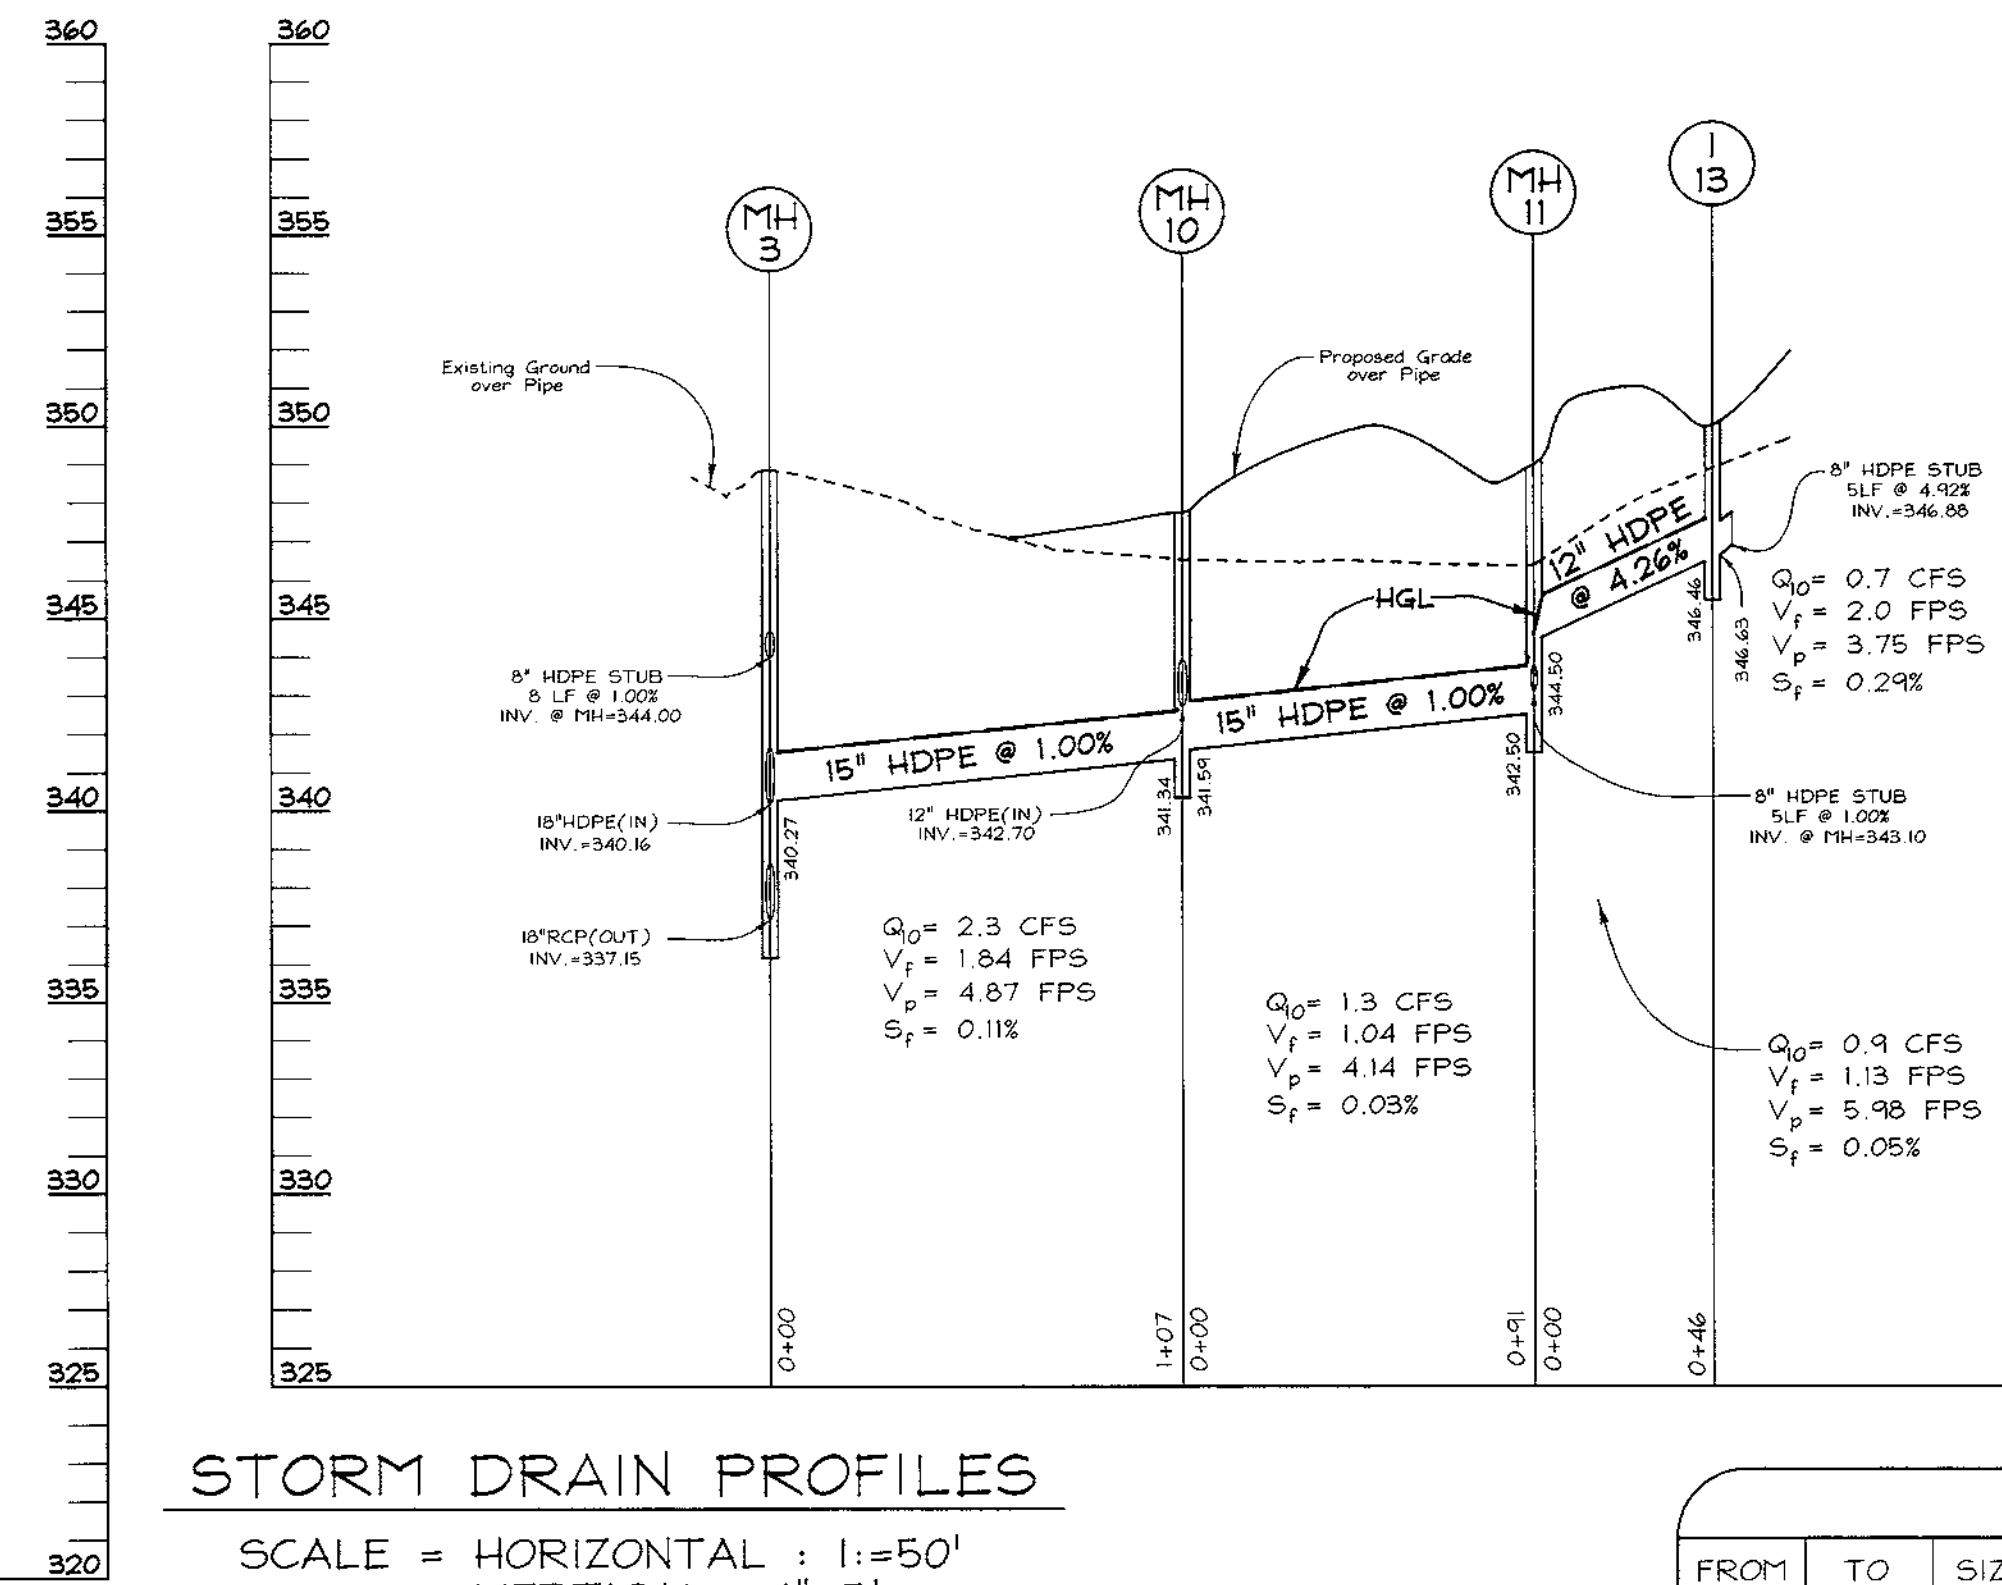 360
355
350
345
340
335
330
325
320
360
355
350
345
340
335
330
325
MH
3
MH
10
MH
11
I
13
Existing Ground
over Pipe
Proposed Grade
over Pipe
HGL
8" HDPE STUB
8 LF @ 1.00%
INV. @ MH=344.00
18"HDPE(IN)
INV.=340.16
18"RCP(OUT)
INV.=337.15
15" HDPE @ 1.00%
340.27
12" HDPE(IN)
INV.=342.70
341.34
341.59
15" HDPE @ 1.00%
342.50
344.50
12" HDPE
@ 4.26%
346.46
346.63
8" HDPE STUB
5LF @ 4.92%
INV.=346.88
Q10= 0.7 CFS
Vf = 2.0 FPS
Vp = 3.75 FPS
Sf = 0.29%
8" HDPE STUB
5LF @ 1.00%
INV. @ MH=343.10
Q10= 2.3 CFS
Vf = 1.84 FPS
Vp = 4.87 FPS
Sf = 0.11%
Q10= 1.3 CFS
Vf = 1.04 FPS
Vp = 4.14 FPS
Sf = 0.03%
Q10= 0.9 CFS
Vf = 1.13 FPS
Vp = 5.98 FPS
Sf = 0.05%
0+00
1+07
0+00
0+91
0+00
0+46
STORM DRAIN PROFILES
SCALE = HORIZONTAL : 1:=50'
FROM TO